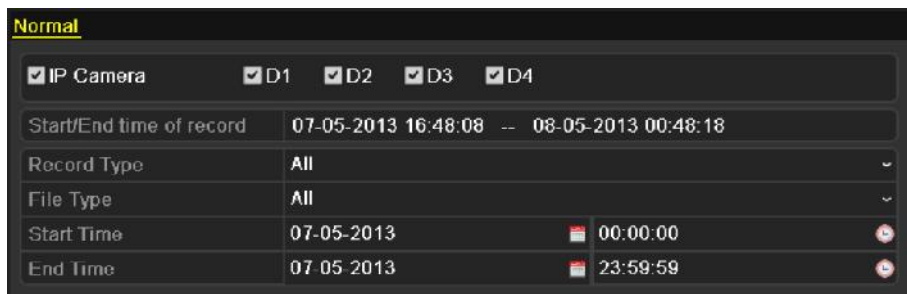 Normal
IP Camera D1 D2 D3 D4
Start/End time of record 07-05-2013 16:48:08 -- 08-05-2013 00:48:18
Record Type All
File Type All
Start Time 07-05-2013 00:00:00
End Time 07-05-2013 23:59:59